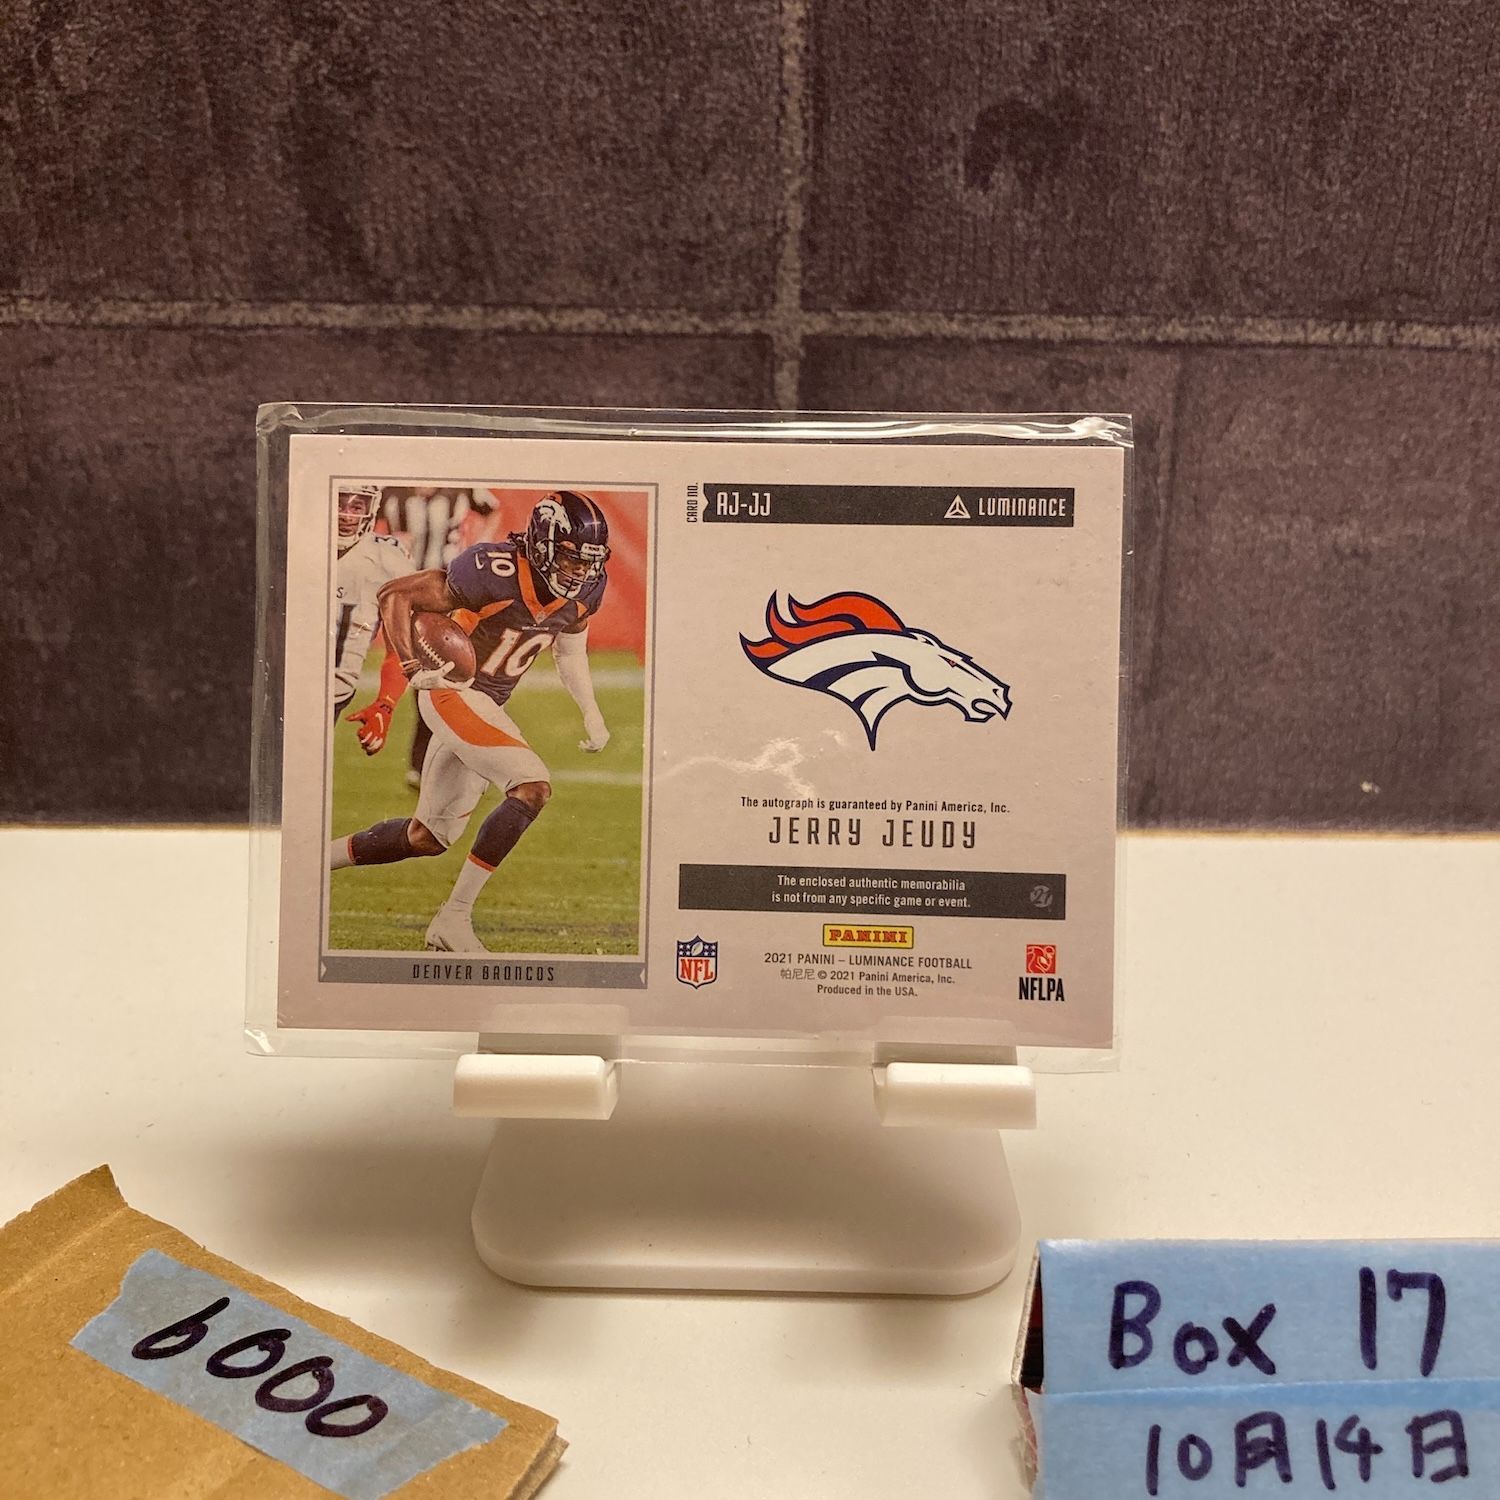 CARD NO.
AJ-JJ
LUMINANCE
10
10
The autograph is guaranteed by Panini America, Inc.
JERRY JEUDY
The enclosed authentic memorabilia
is not from any specific game or event.
PANINI
DENVER BRONCOS
NFL
2021 PANINI – LUMINANCE FOOTBALL
帕尼尼 © 2021 Panini America, Inc.
Produced in the USA.
NFLPA
6000
Box 17
10月14日